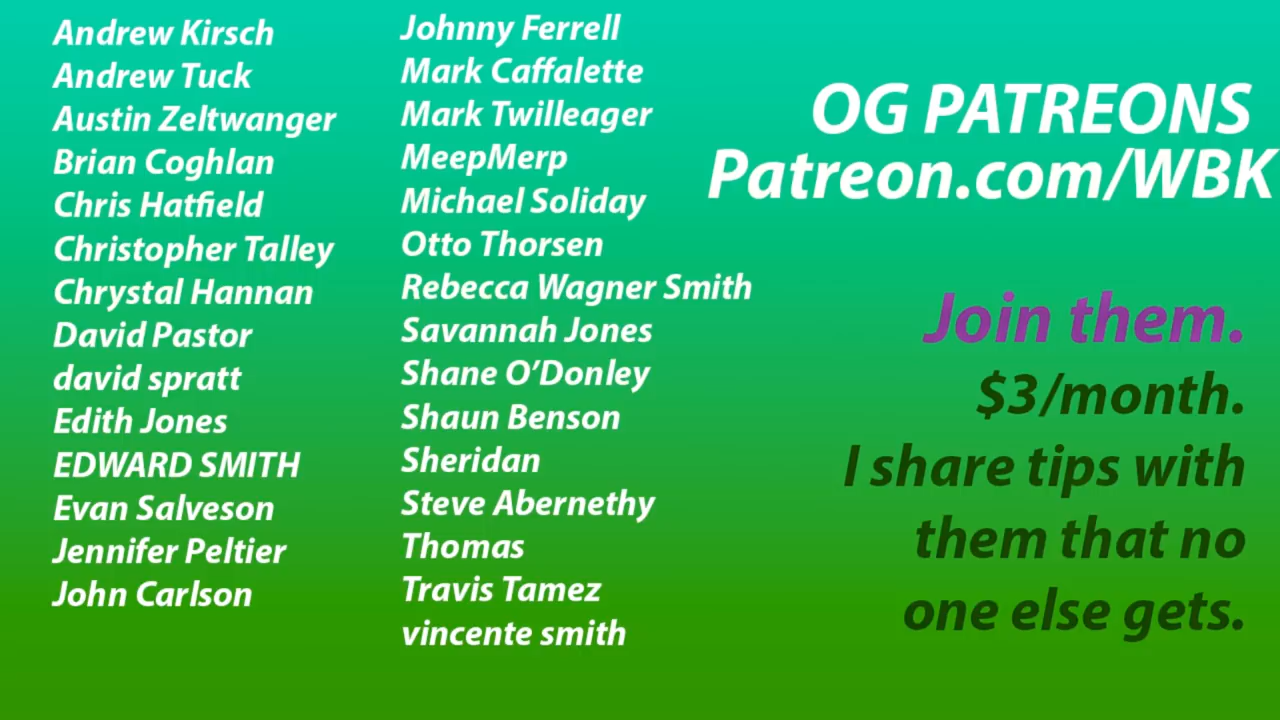 Andrew Kirsch
Andrew Tuck
Austin Zeltwanger
Brian Coghlan
Chris Hatfield
Christopher Talley
Chrystal Hannan
David Pastor
david spratt
Edith Jones
EDWARD SMITH
Evan Salveson
Jennifer Peltier
John Carlson
Johnny Ferrell
Mark Caffalette
Mark Twilleager
MeepMerp
Michael Soliday
Otto Thorsen
Rebecca Wagner Smith
Savannah Jones
Shane O’Donley
Shaun Benson
Sheridan
Steve Abernethy
Thomas
Travis Tamez
vincente smith
OG PATREONS
Patreon.com/WBK
Join them.
$3/month.
I share tips with
them that no
one else gets.